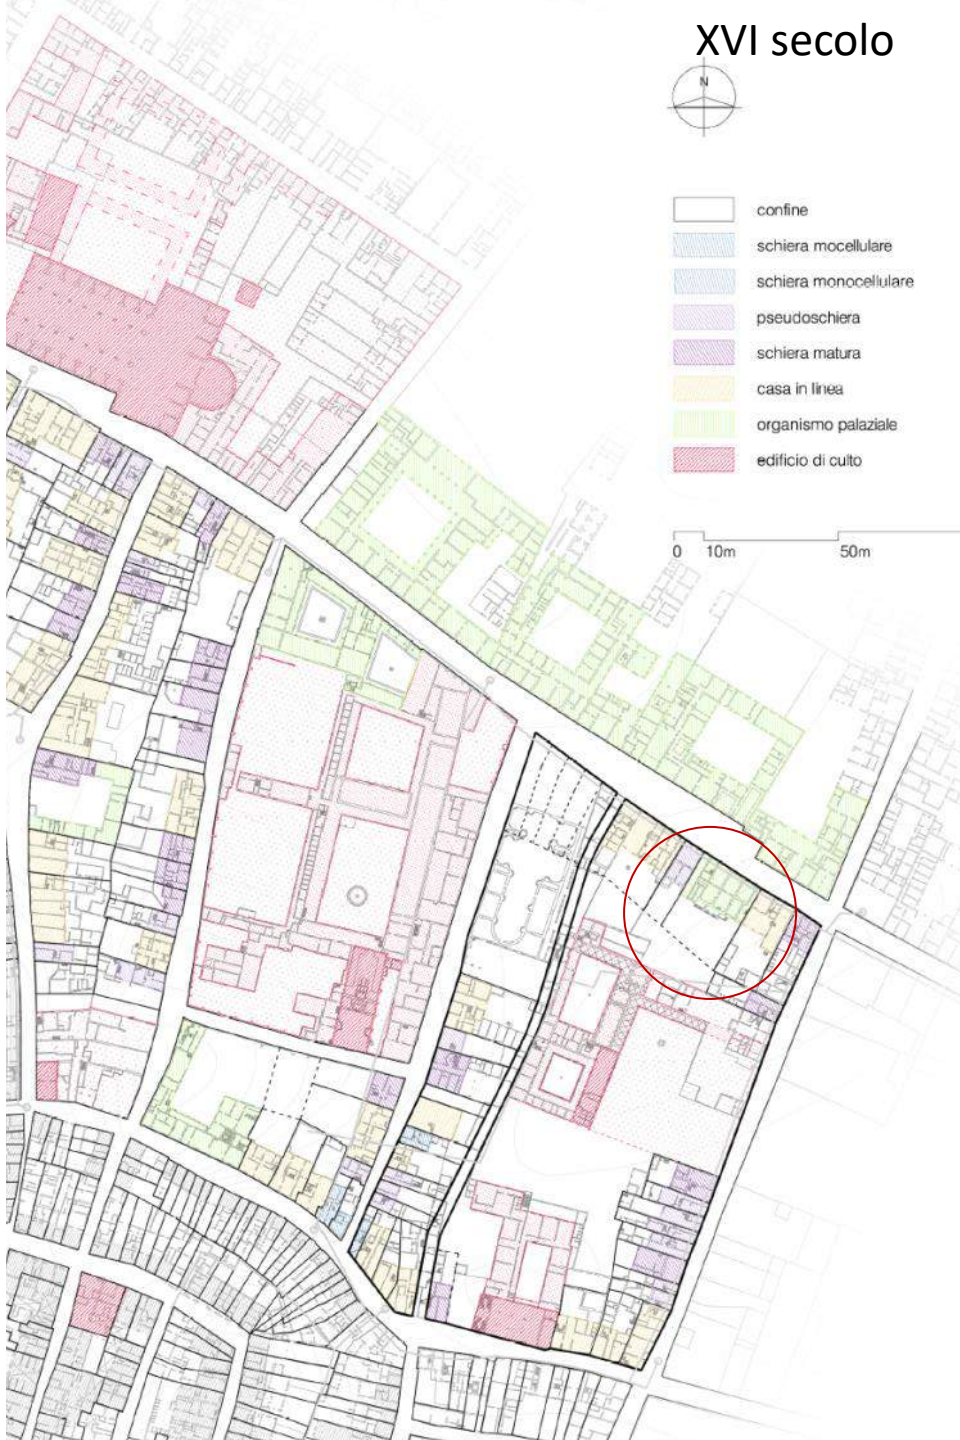 XVI secolo
N
confine
schiera mocellulare
schiera monocellulare
pseudoschiera
schiera matura
casa in linea
organismo palaziale
edificio di culto
0 10m 50m